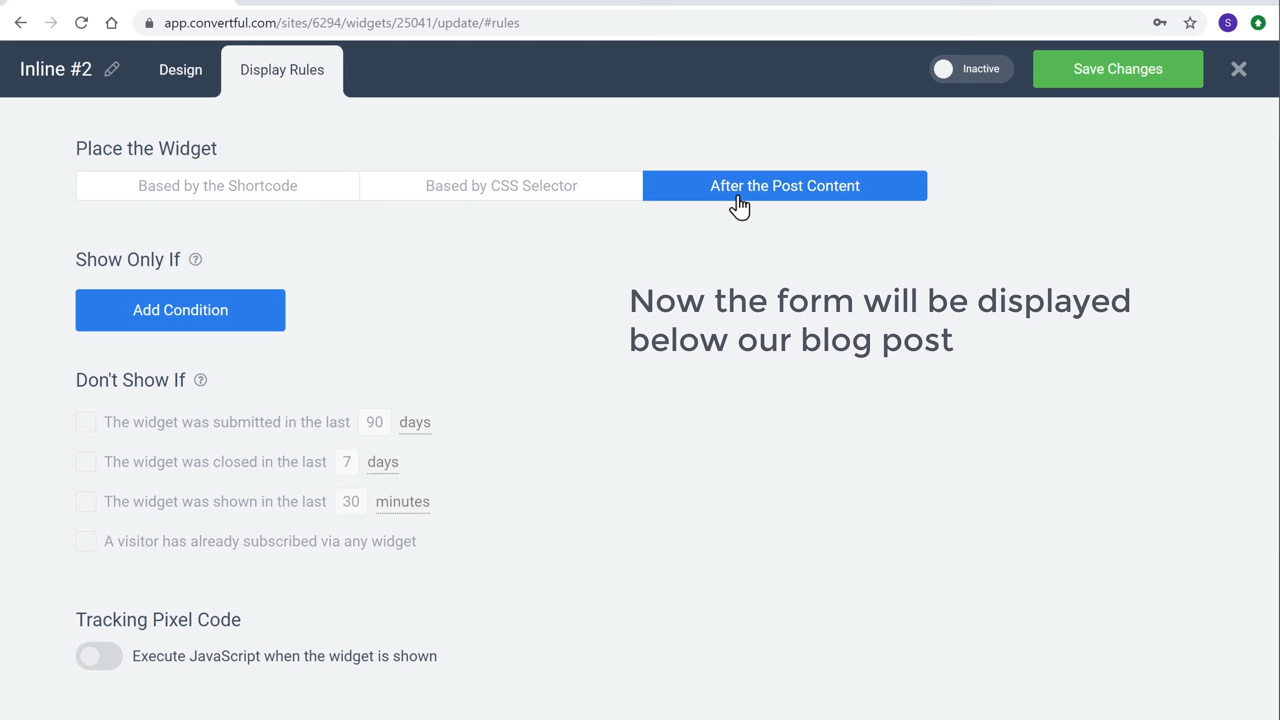 app.convertful.com/sites/6294/widgets/25041/update/#rules
S
Inline #2
Design
Display Rules
Inactive
Save Changes
Place the Widget
Based by the Shortcode
Based by CSS Selector
After the Post Content
Show Only If ?
Add Condition
Now the form will be displayed
below our blog post
Don't Show If ?
The widget was submitted in the last 90 days
The widget was closed in the last 7 days
The widget was shown in the last 30 minutes
A visitor has already subscribed via any widget
Tracking Pixel Code
Execute JavaScript when the widget is shown